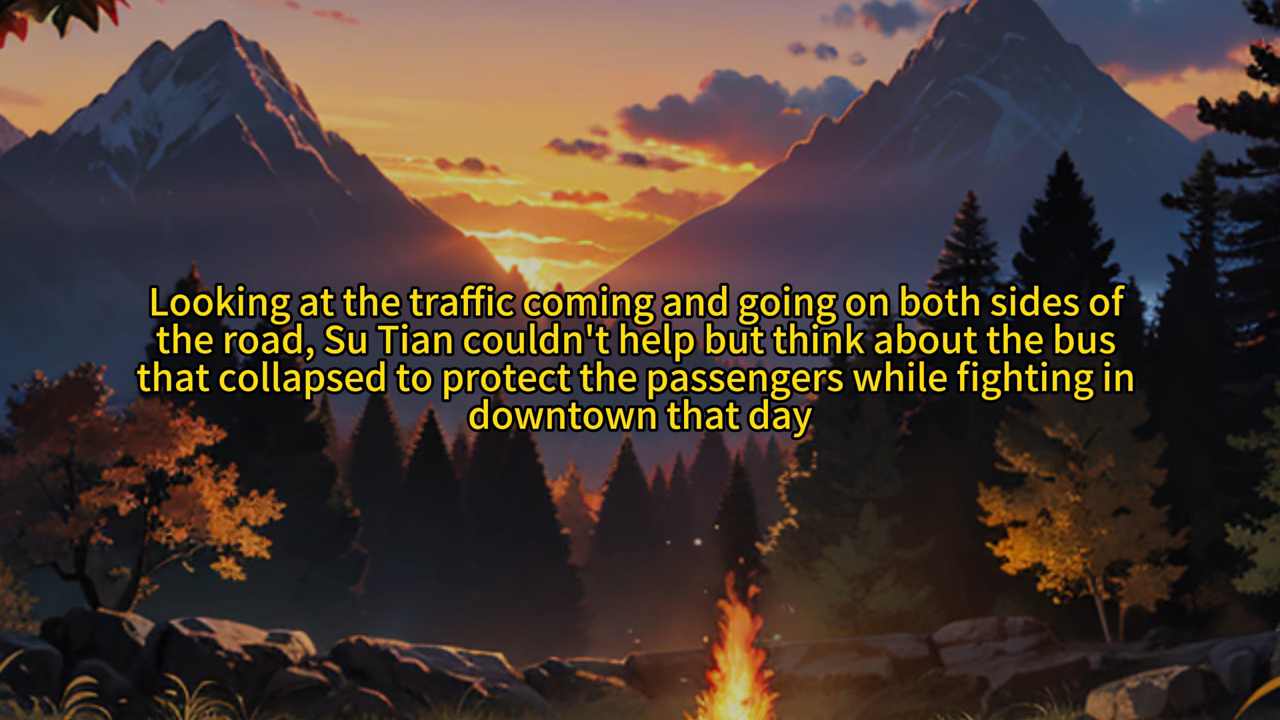 Looking at the traffic coming and going on both sides of
the road, Su Tian couldn't help but think about the bus
that collapsed to protect the passengers while fighting in
downtown that day